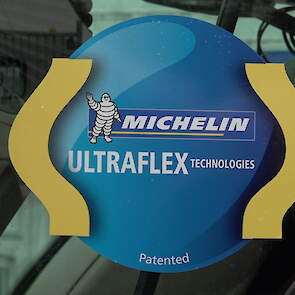 MICHELIN
ULTRAFLEX TECHNOLOGIES
Patented